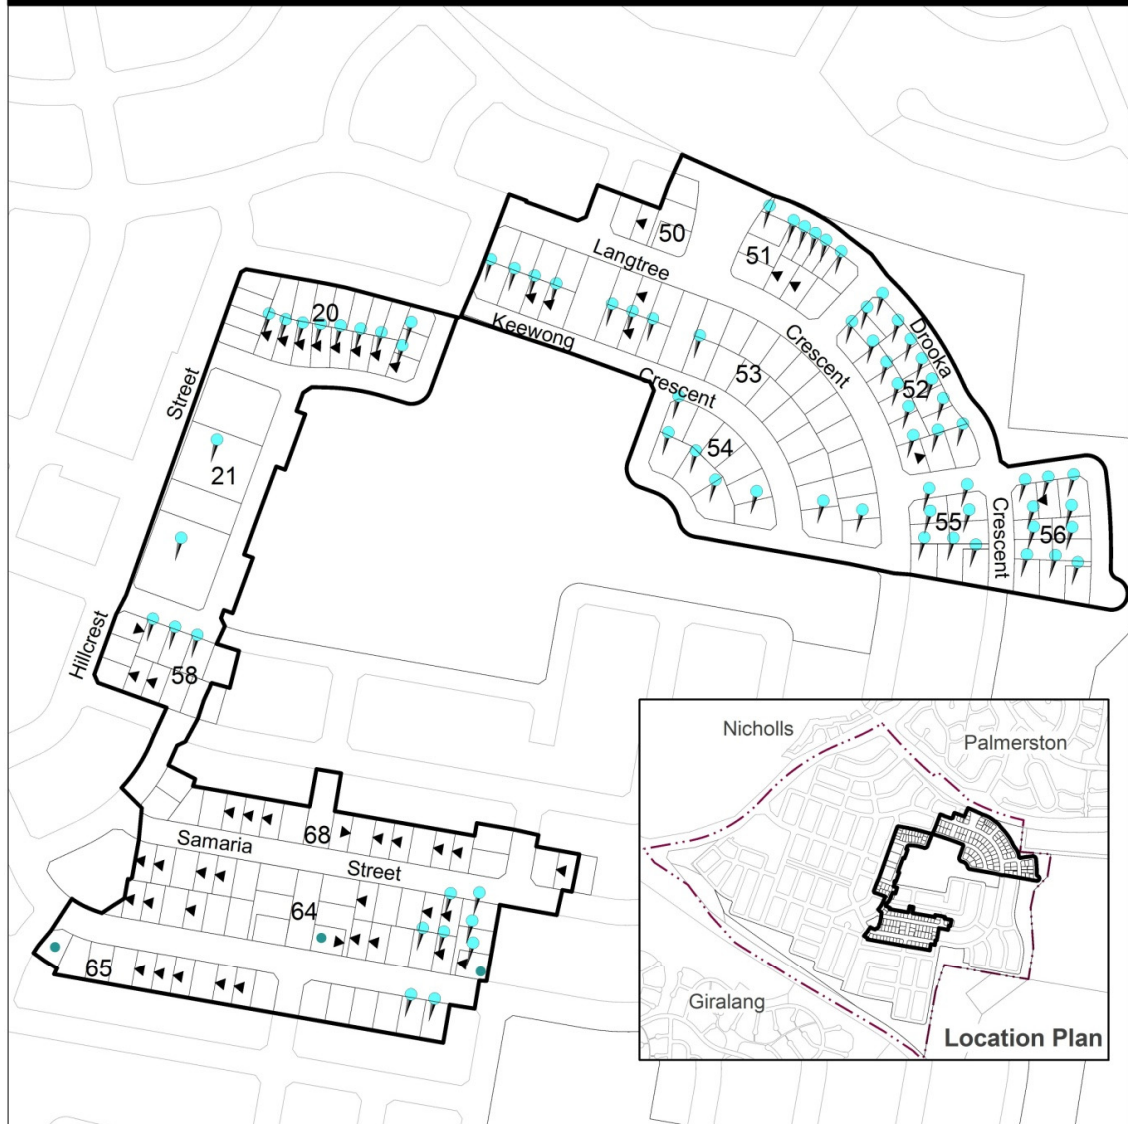 50
Langtree
51
20
Keewong
Drooka
Crescent
53
52
Street
Crescent
54
21
55
Crescent
56
Hillcrest
58
68
Samaria
Street
64
65
Nicholls
Palmerston
Giralang
Location Plan